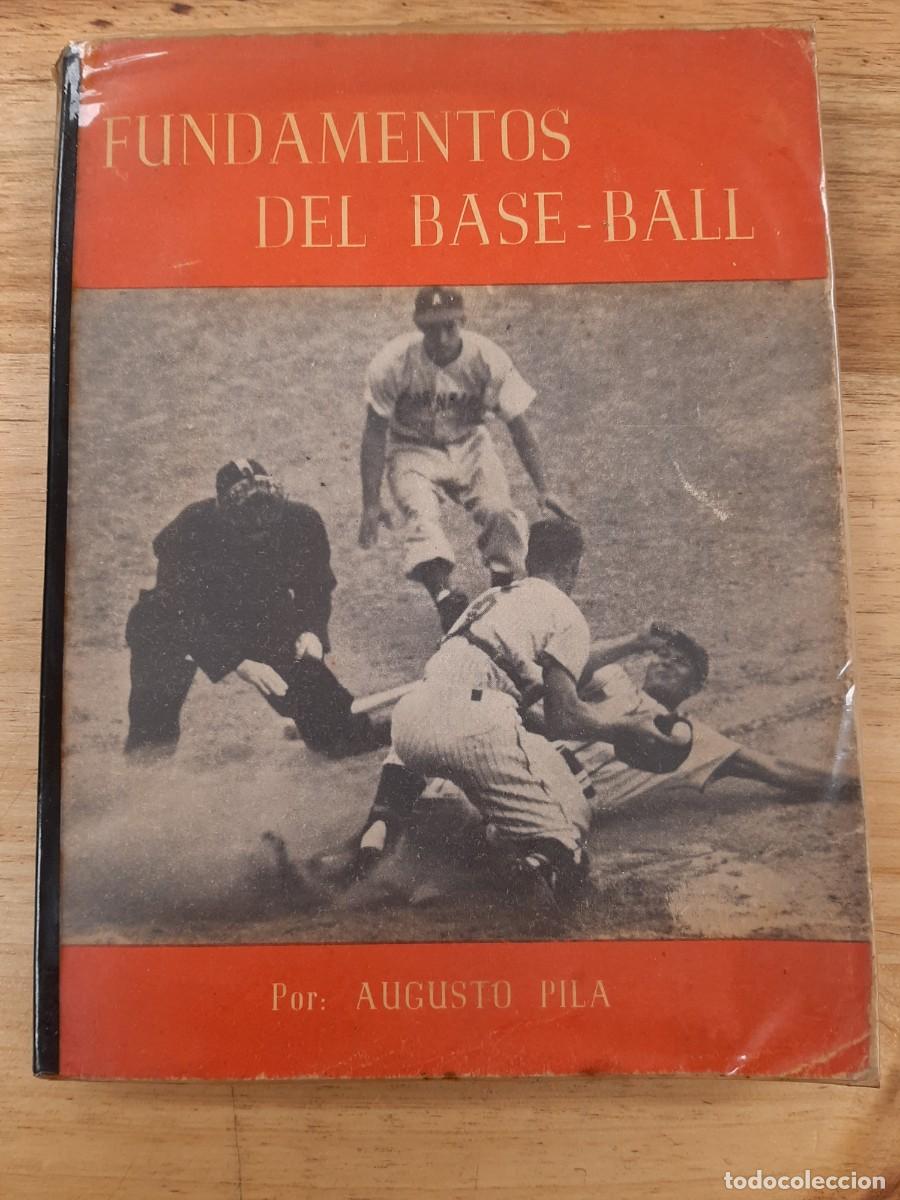 FUNDAMENTOS
DEL BASE-BALL
A
Por: AUGUSTO PILA
todocoleccion